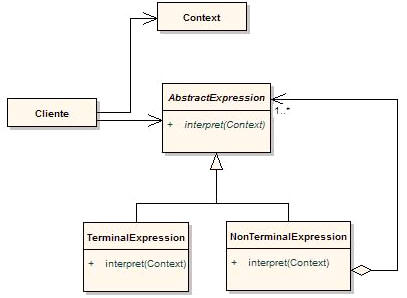 Context
AbstractExpression
+ interpret(Context)
1..*
Cliente
TerminalExpression
+ interpret(Context)
NonTerminalExpression
+ interpret(Context)